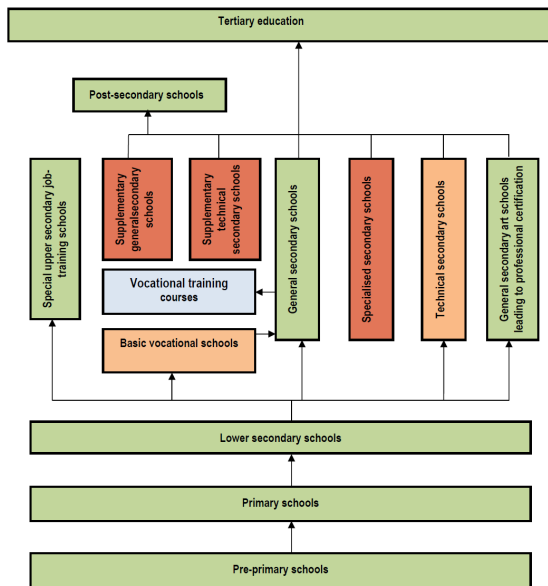 Tertiary education
Post-secondary schools
Special upper secondary job-
training schools
Supplementary
generalsecondary
schools
Supplementary
technical
secondary schools
General secondary schools
Specialised secondary schools
Technical secondary schools
General secondary art schools
leading to professional certification
Vocational training
courses
Basic vocational schools
Lower secondary schools
Primary schools
Pre-primary schools